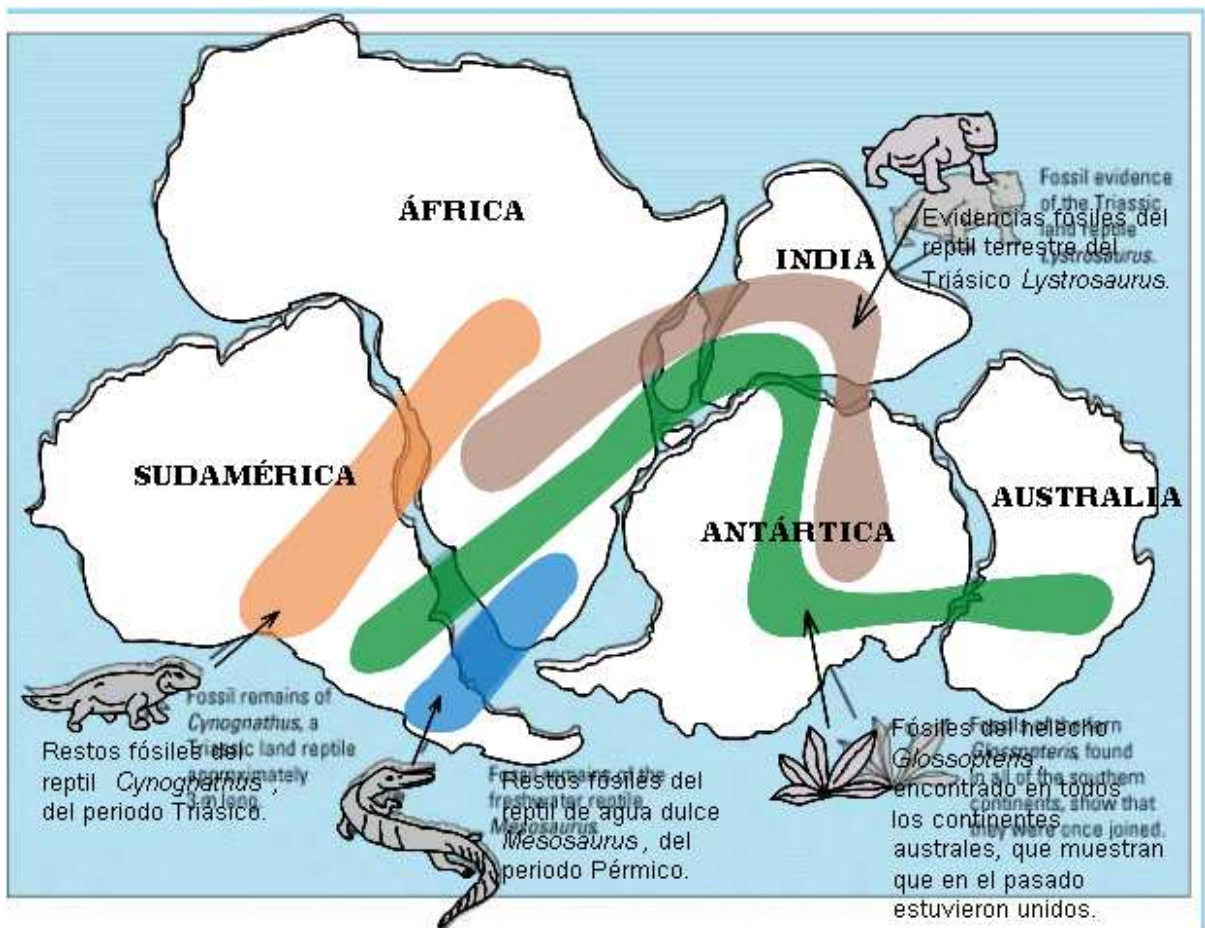 ÁFRICA
INDIA
SUDAMÉRICA
ANTÁRTICA
AUSTRALIA
Fossil evidence
of the Triassic
land reptile
Lystrosaurus.
Evidencias fósiles del
reptil terrestre del
Triásico Lystrosaurus.
Fossil remains of
Cynognathus, a
Triassic land reptile
approximately
3 m long.
Restos fósiles del
reptil Cynognathus,
del periodo Triásico.
Fossil remains of the
freshwater reptile
Mesosaurus.
Restos fósiles del
reptil de agua dulce
Mesosaurus, del
periodo Pérmico.
Fossils of the fern
Glossopteris, found
in all of the southern
continents, show that
they were once joined.
Fósiles del helecho
Glossopteris,
encontrado en todos
los continentes
australes, que muestran
que en el pasado
estuvieron unidos.